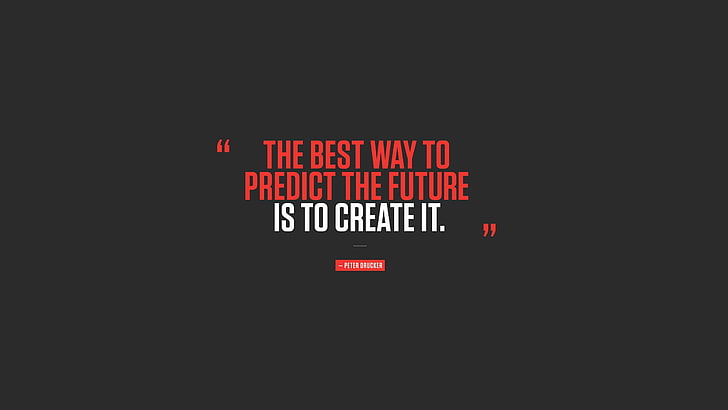 “ THE BEST WAY TO
PREDICT THE FUTURE
IS TO CREATE IT. ”
— PETER DRUCKER